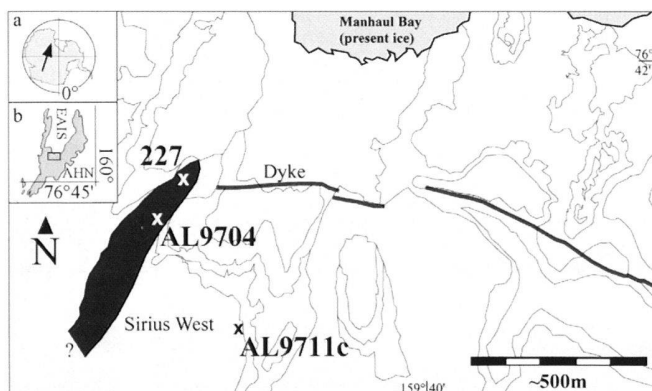 a
0°
b
EAIS
AHN
160°
76°45'
Manhaul Bay
(present ice)
76°
42'
227
Dyke
AL9704
N
Sirius West
?
AL9711c
159° 40'
~500m